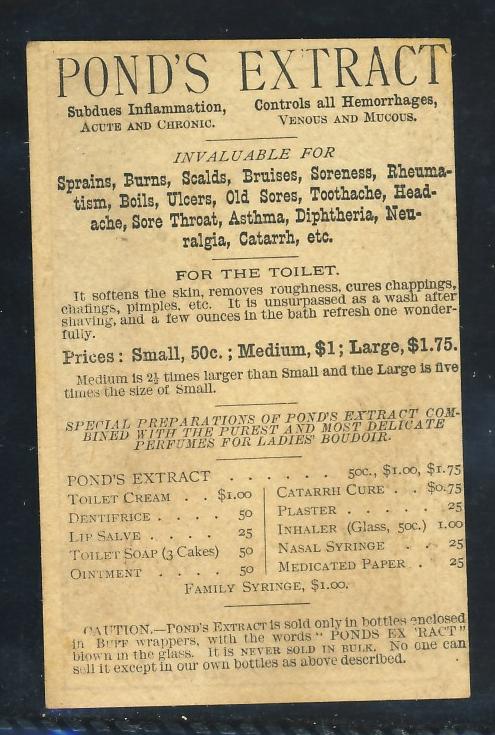 POND'S EXTRACT
Subdues Inflammation, Controls all Hemorrhages,
ACUTE AND CHRONIC. VENOUS AND MUCOUS.
INVALUABLE FOR
Sprains, Burns, Scalds, Bruises, Soreness, Rheuma-
tism, Boils, Ulcers, Old Sores, Toothache, Head-
ache, Sore Throat, Asthma, Diphtheria, Neu-
ralgia, Catarrh, etc.
FOR THE TOILET.
It softens the skin, removes roughness, cures chappings,
chafings, pimples, etc. It is unsurpassed as a wash after
shaving, and a few ounces in the bath refresh one wonder-
fully.
Prices: Small, 50c.; Medium, $1; Large, $1.75.
Medium is 2½ times larger than Small and the Large is five
times the size of Small.
SPECIAL PREPARATIONS OF POND'S EXTRACT COM-
BINED WITH THE PUREST AND MOST DELICATE
PERFUMES FOR LADIES' BOUDOIR.
POND'S EXTRACT . . . . . . 50c., $1.00, $1.75
TOILET CREAM . . $1.00
DENTIFRICE . . . . 50
LIP SALVE . . . . 25
TOILET SOAP (3 Cakes) 50
OINTMENT . . . . 50
CATARRH CURE . . $0.75
PLASTER . . . . . 25
INHALER (Glass, 50c.) 1.00
NASAL SYRINGE . . 25
MEDICATED PAPER . 25
FAMILY SYRINGE, $1.00.
CAUTION.—POND'S EXTRACT is sold only in bottles enclosed
in BUFF wrappers, with the words "PONDS EX RACT"
blown in the glass. It is NEVER SOLD IN BULK. No one can
sell it except in our own bottles as above described.